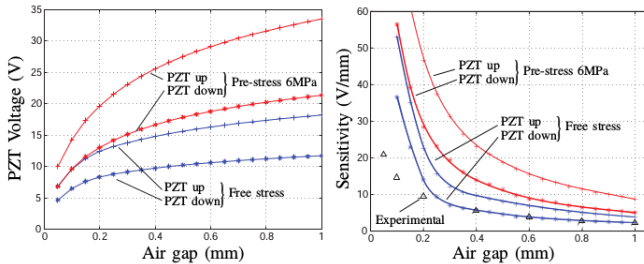 35
30
25
20
15
10
5
0
PZT Voltage (V)
0
0.2
0.4
0.6
0.8
1
Air gap (mm)
PZT up
PZT down
Pre-stress 6MPa
PZT up
PZT down
Free stress
60
50
40
30
20
10
0
Sensitivity (V/mm)
0
0.2
0.4
0.6
0.8
1
Air gap (mm)
PZT up
PZT down
Pre-stress 6MPa
PZT up
PZT down
Free stress
Experimental